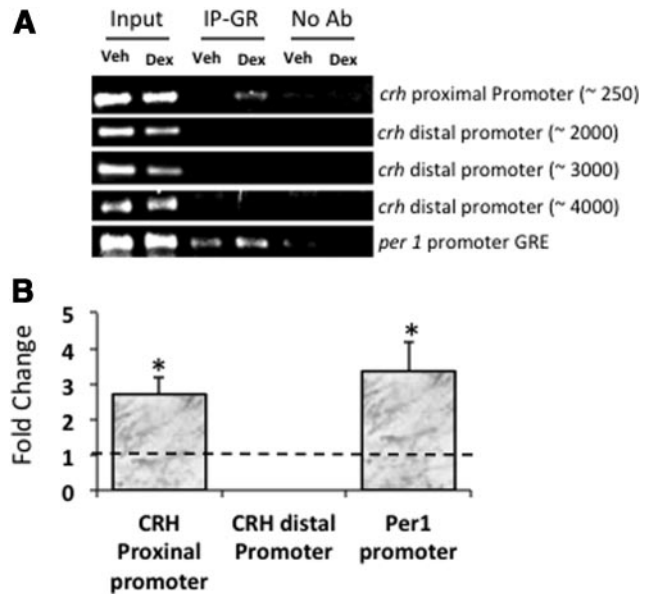 A
Input IP-GR No Ab
Veh Dex Veh Dex Veh Dex
crh proximal Promoter (~ 250)
crh distal promoter (~ 2000)
crh distal promoter (~ 3000)
crh distal promoter (~ 4000)
per 1 promoter GRE
B
Fold Change
5
4
3
2
1
0
*
*
CRH Proxinal promoter
CRH distal Promoter
Per1 promoter